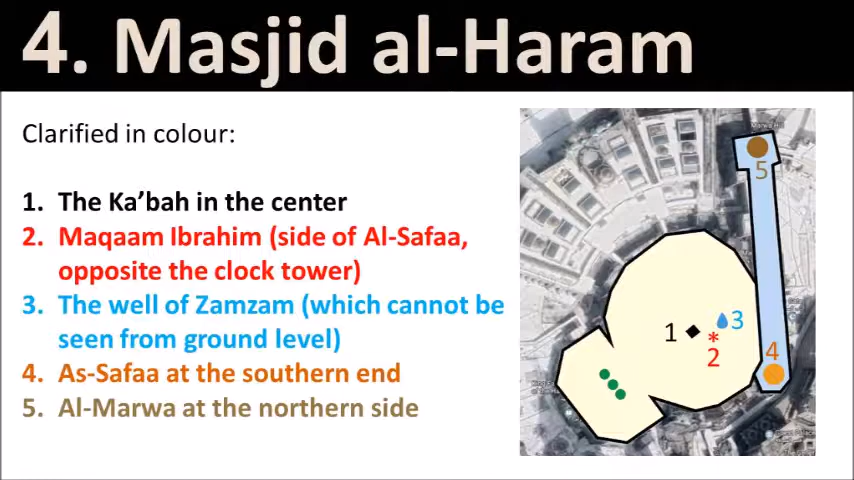 4. Masjid al-Haram
Clarified in colour:
1. The Ka’bah in the center
2. Maqaam Ibrahim (side of Al-Safaa,
opposite the clock tower)
3. The well of Zamzam (which cannot be
seen from ground level)
4. As-Safaa at the southern end
5. Al-Marwa at the northern side
5
1
3
*
2
4